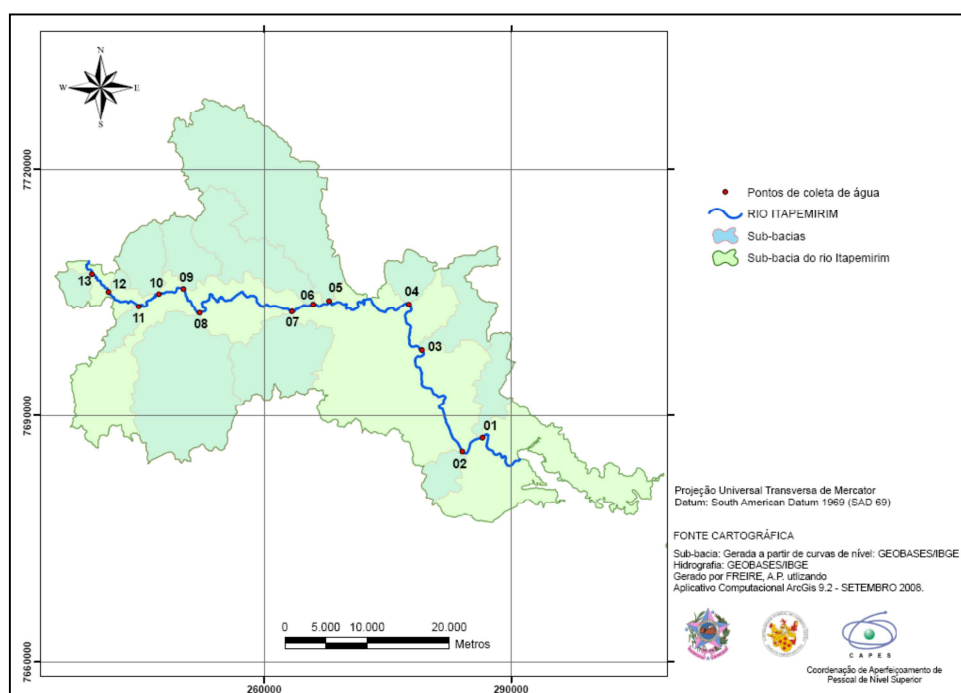 N
W
E
S
7720000
7690000
7660000
13
12
11
10
09
08
07
06
05
04
03
01
02
Pontos de coleta de água
RIO ITAPEMIRIM
Sub-bacias
Sub-bacia do rio Itapemirim
Projeção Universal Transversa de Mercator
Datum: South American Datum 1969 (SAD 69)
FONTE CARTOGRÁFICA
Sub-bacia: Gerada a partir de curvas de nível: GEOBASES/IBGE
Hidrografia: GEOBASES/IBGE
Gerado por FREIRE, A.P. utlizando
Aplicativo Computacional ArcGis 9.2 - SETEMBRO 2008.
0 5.000 10.000 20.000
Metros
C A P E S
Coordenação de Aperfeiçoamento de
Pessoal de Nível Superior
260000
290000